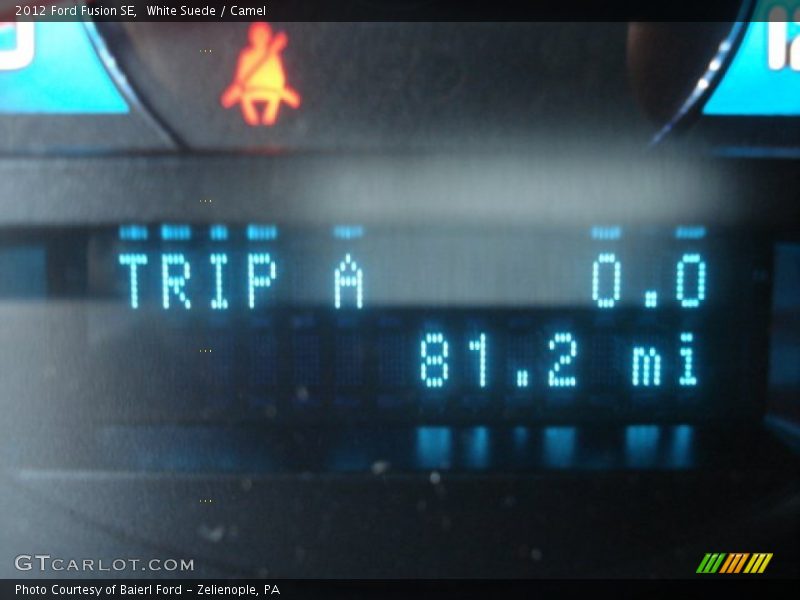 2012 Ford Fusion SE,  White Suede / Camel
TRIP A 0.0
81.2 mi
GTCARLOT.COM
Photo Courtesy of Baierl Ford - Zelienople, PA